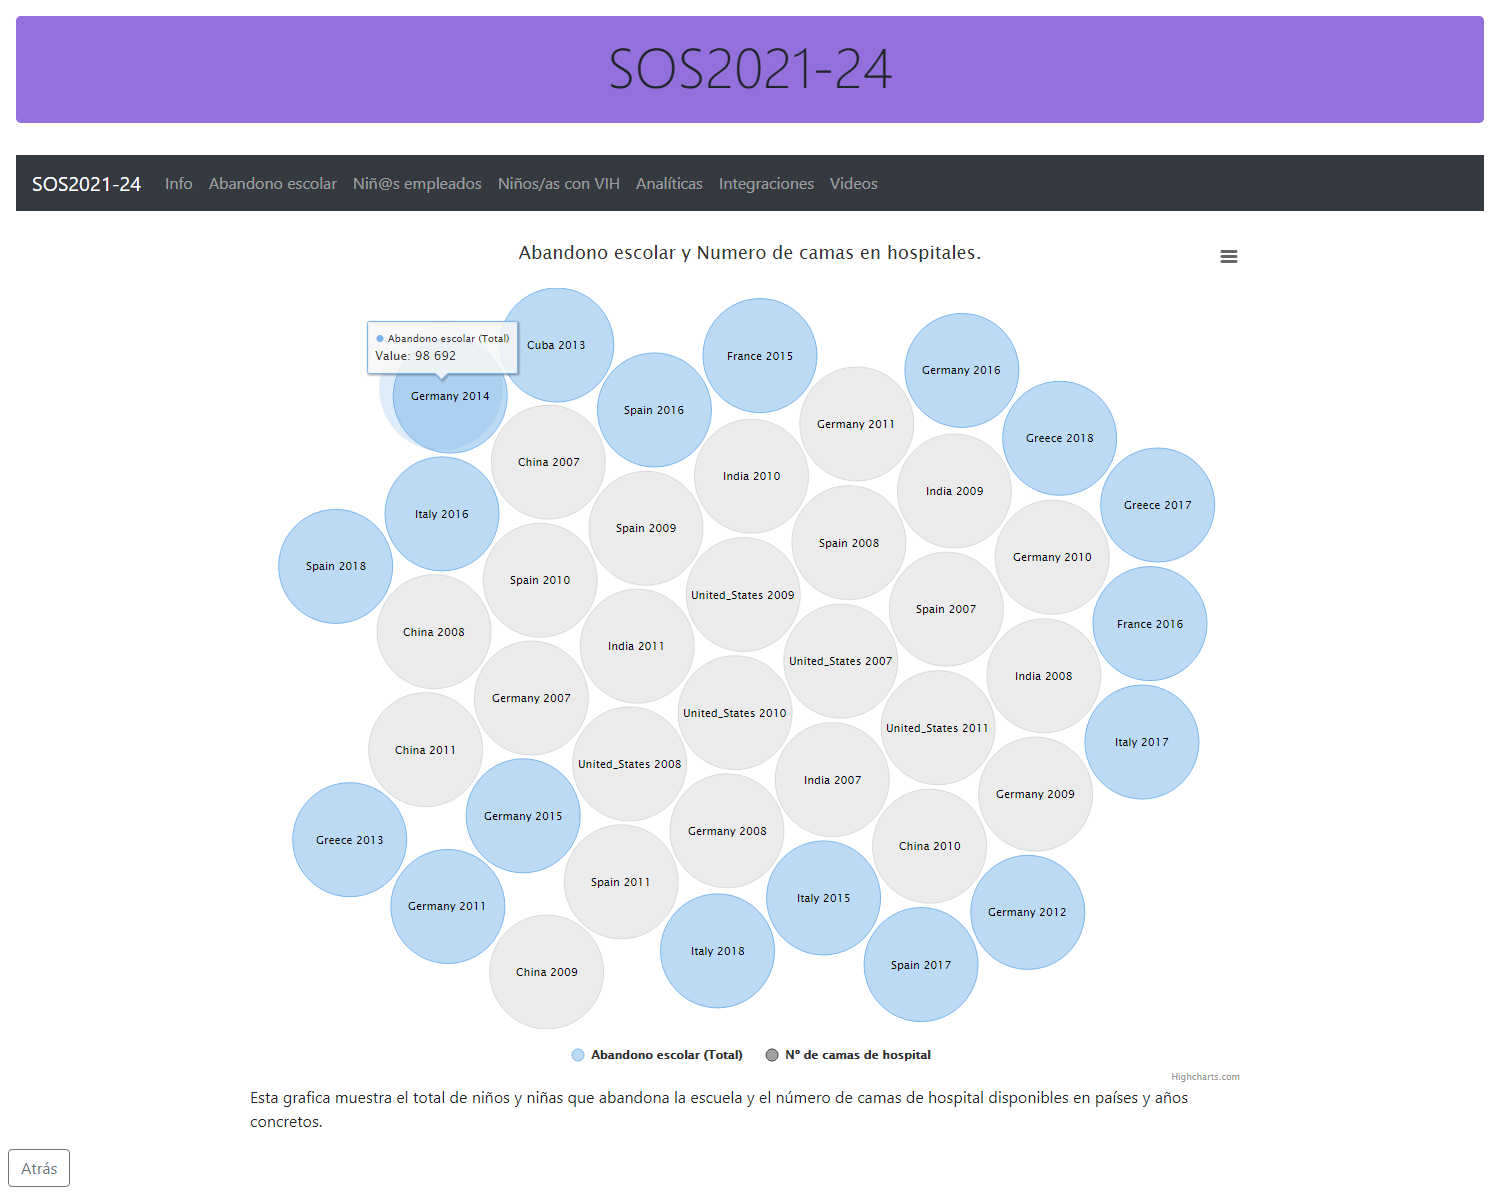 SOS2021-24
SOS2021-24 Info Abandono escolar Niñ@s empleados Niños/as con VIH Analíticas Integraciones Videos
Abandono escolar y Numero de camas en hospitales.
Abandono escolar (Total)
Value: 98 692
Cuba 2013
France 2015
Germany 2016
Germany 2014
Spain 2016
Germany 2011
Greece 2018
China 2007
India 2010
India 2009
Greece 2017
Italy 2016
Spain 2009
Spain 2008
Germany 2010
Spain 2018
Spain 2010
United_States 2009
Spain 2007
France 2016
China 2008
India 2011
United_States 2007
India 2008
Germany 2007
United_States 2010
United_States 2011
Italy 2017
China 2011
United_States 2008
India 2007
Germany 2009
Germany 2015
Germany 2008
Greece 2013
China 2010
Spain 2011
Italy 2015
Germany 2011
Germany 2012
Italy 2018
Spain 2017
China 2009
Abandono escolar (Total) Nº de camas de hospital
Highcharts.com
Esta grafica muestra el total de niños y niñas que abandona la escuela y el número de camas de hospital disponibles en países y años
concretos.
Atrás